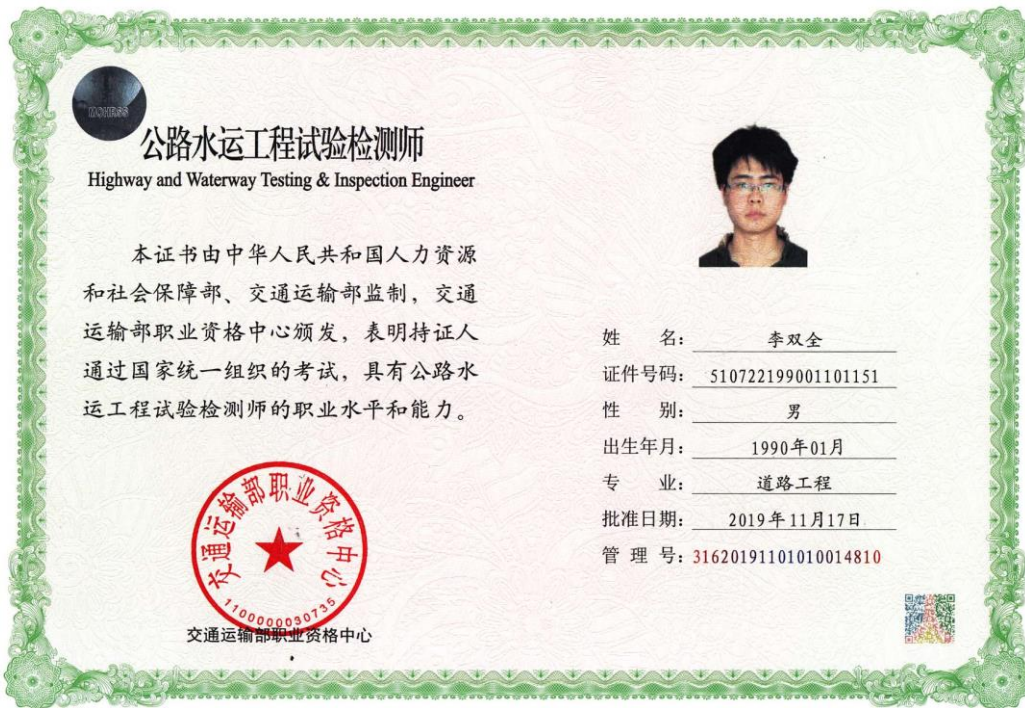 MOHRSS
公路水运工程试验检测师
Highway and Waterway Testing & Inspection Engineer
本证书由中华人民共和国人力资源
和社会保障部、交通运输部监制，交通
运输部职业资格中心颁发，表明持证人
通过国家统一组织的考试，具有公路水
运工程试验检测师的职业水平和能力。
交通运输部职业资格中心
1100000030735
交通运输部职业资格中心
姓 名：李双全
证件号码：510722199001101151
性 别：男
出生年月：1990年01月
专 业：道路工程
批准日期：2019年11月17日
管 理 号：31620191101010014810